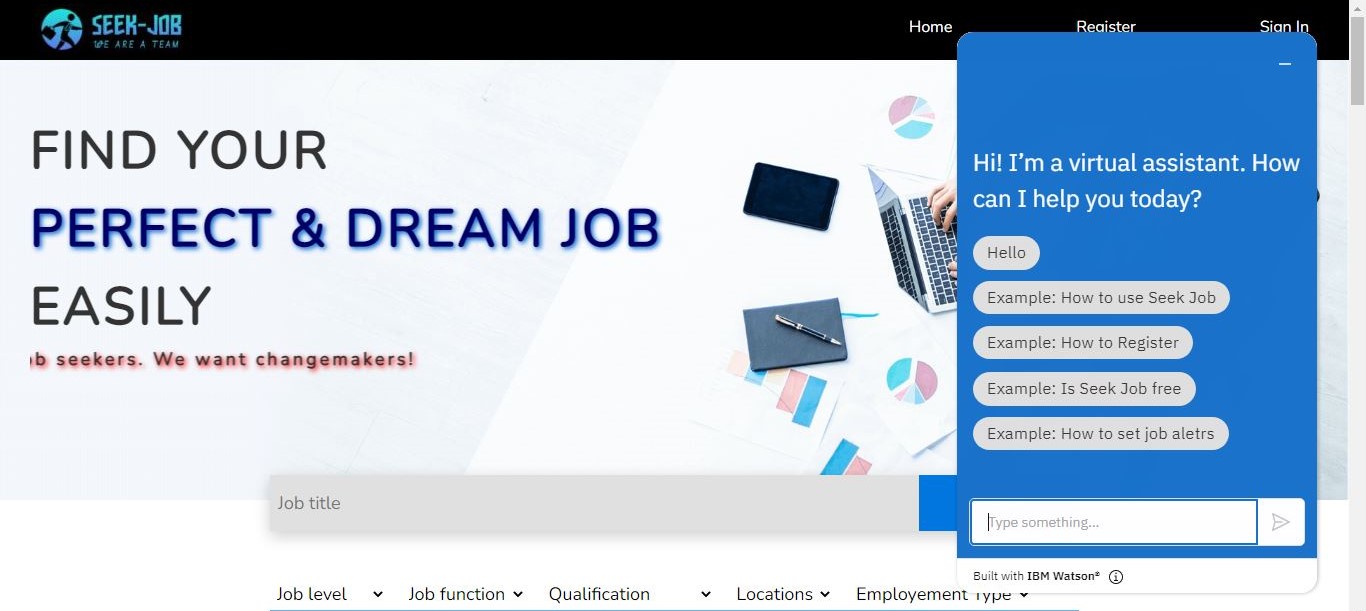 SEEK-JOB
WE ARE A TEAM
Home
Register
Sign In
FIND YOUR
PERFECT & DREAM JOB
EASILY
b seekers. We want changemakers!
Hi! I’m a virtual assistant. How
can I help you today?
Hello
Example: How to use Seek Job
Example: How to Register
Example: Is Seek Job free
Example: How to set job aletrs
Type something...
Built with IBM Watson®
Job title
Job level
Job function
Qualification
Locations
Employement Type